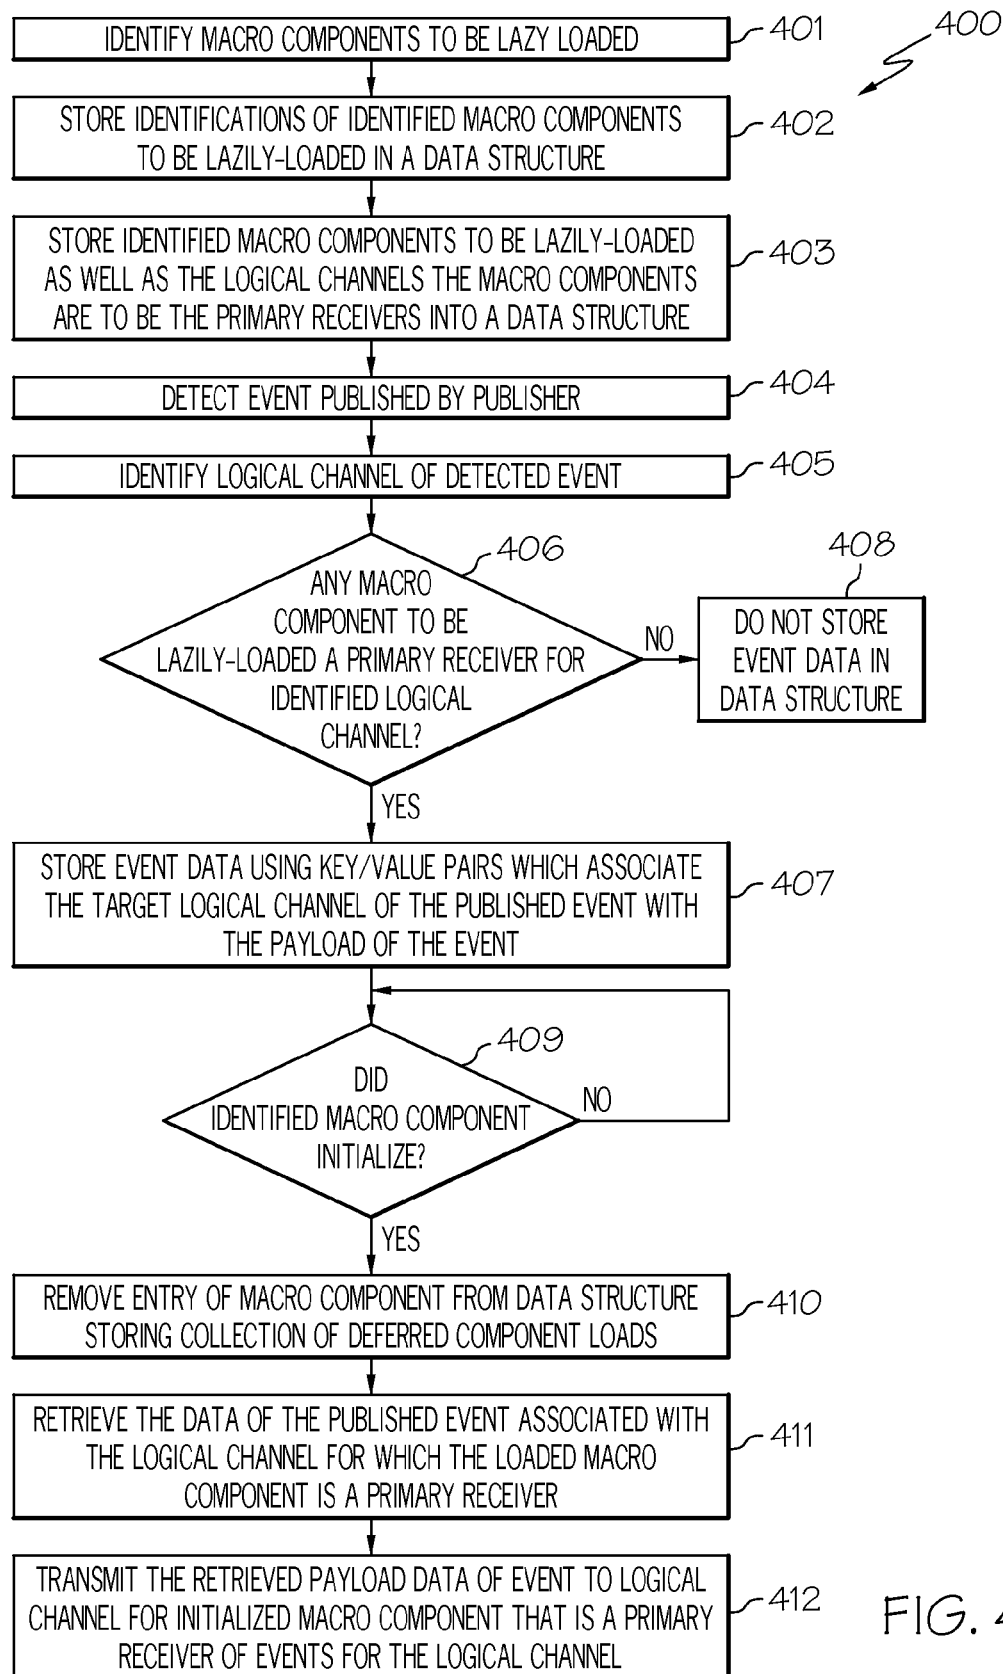 IDENTIFY MACRO COMPONENTS TO BE LAZY LOADED
401
400
STORE IDENTIFICATIONS OF IDENTIFIED MACRO COMPONENTS
TO BE LAZILY-LOADED IN A DATA STRUCTURE
402
STORE IDENTIFIED MACRO COMPONENTS TO BE LAZILY-LOADED
AS WELL AS THE LOGICAL CHANNELS THE MACRO COMPONENTS
ARE TO BE THE PRIMARY RECEIVERS INTO A DATA STRUCTURE
403
DETECT EVENT PUBLISHED BY PUBLISHER
404
IDENTIFY LOGICAL CHANNEL OF DETECTED EVENT
405
ANY MACRO
COMPONENT TO BE
LAZILY-LOADED A PRIMARY RECEIVER FOR
IDENTIFIED LOGICAL
CHANNEL?
406
NO
408
DO NOT STORE
EVENT DATA IN
DATA STRUCTURE
YES
STORE EVENT DATA USING KEY/VALUE PAIRS WHICH ASSOCIATE
THE TARGET LOGICAL CHANNEL OF THE PUBLISHED EVENT WITH
THE PAYLOAD OF THE EVENT
407
DID
IDENTIFIED MACRO COMPONENT
INITIALIZE?
409
NO
YES
REMOVE ENTRY OF MACRO COMPONENT FROM DATA STRUCTURE
STORING COLLECTION OF DEFERRED COMPONENT LOADS
410
RETRIEVE THE DATA OF THE PUBLISHED EVENT ASSOCIATED WITH
THE LOGICAL CHANNEL FOR WHICH THE LOADED MACRO
COMPONENT IS A PRIMARY RECEIVER
411
TRANSMIT THE RETRIEVED PAYLOAD DATA OF EVENT TO LOGICAL
CHANNEL FOR INITIALIZED MACRO COMPONENT THAT IS A PRIMARY
RECEIVER OF EVENTS FOR THE LOGICAL CHANNEL
412
FIG. 4